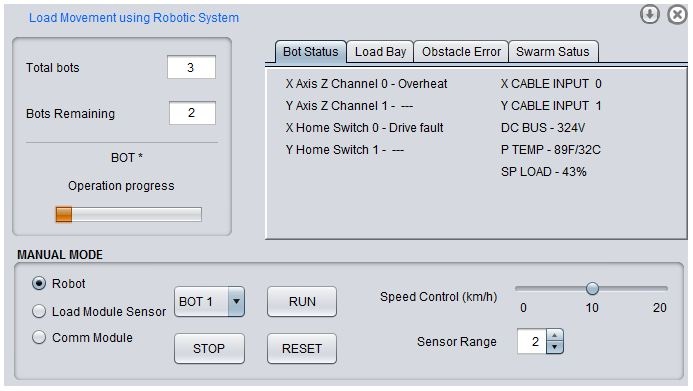 Load Movement using Robotic System
Total bots 3
Bots Remaining 2
BOT *
Operation progress
Bot Status Load Bay Obstacle Error Swarm Satus
X Axis Z Channel 0 - Overheat
Y Axis Z Channel 1 - ---
X Home Switch 0 - Drive fault
Y Home Switch 1 - ---
X CABLE INPUT 0
Y CABLE INPUT 1
DC BUS - 324V
P TEMP - 89F/32C
SP LOAD - 43%
MANUAL MODE
Robot
Load Module Sensor
Comm Module
BOT 1 RUN
STOP RESET
Speed Control (km/h)
0 10 20
Sensor Range 2